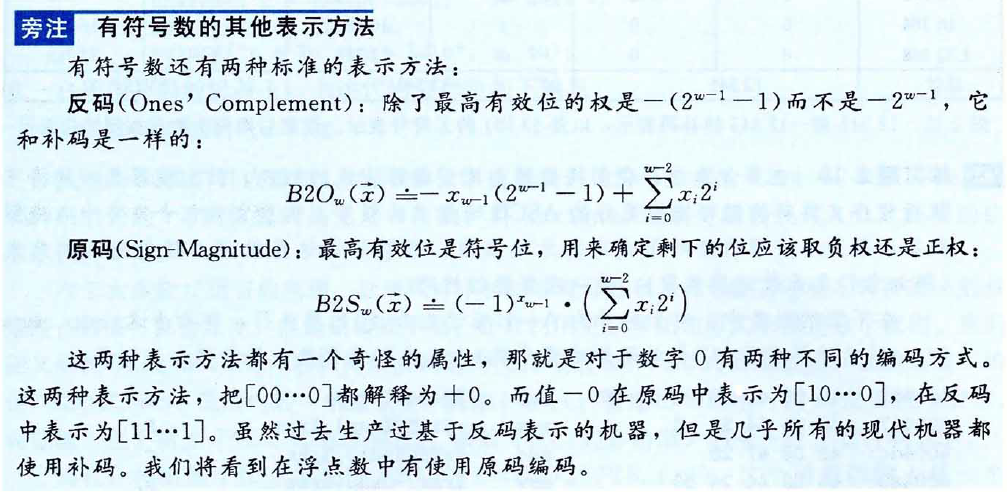 旁注 有符号数的其他表示方法
有符号数还有两种标准的表示方法：
反码(Ones' Complement)：除了最高有效位的权是－(2^{w-1}－1)而不是－2^{w-1}，它
和补码是一样的：
B2O_w(\vec{x}) ≐ －x_{w-1}(2^{w-1}－1) + \sum_{i=0}^{w-2} x_i 2^i
原码(Sign-Magnitude)：最高有效位是符号位，用来确定剩下的位应该取负权还是正权：
B2S_w(\vec{x}) ≐ (－1)^{x_{w-1}} · (\sum_{i=0}^{w-2} x_i 2^i)
这两种表示方法都有一个奇怪的属性，那就是对于数字0有两种不同的编码方式。
这两种表示方法，把[00…0]都解释为＋0。而值－0在原码中表示为[10…0]，在反码
中表示为[11…1]。虽然过去生产过基于反码表示的机器，但是几乎所有的现代机器都
使用补码。我们将看到在浮点数中有使用原码编码。